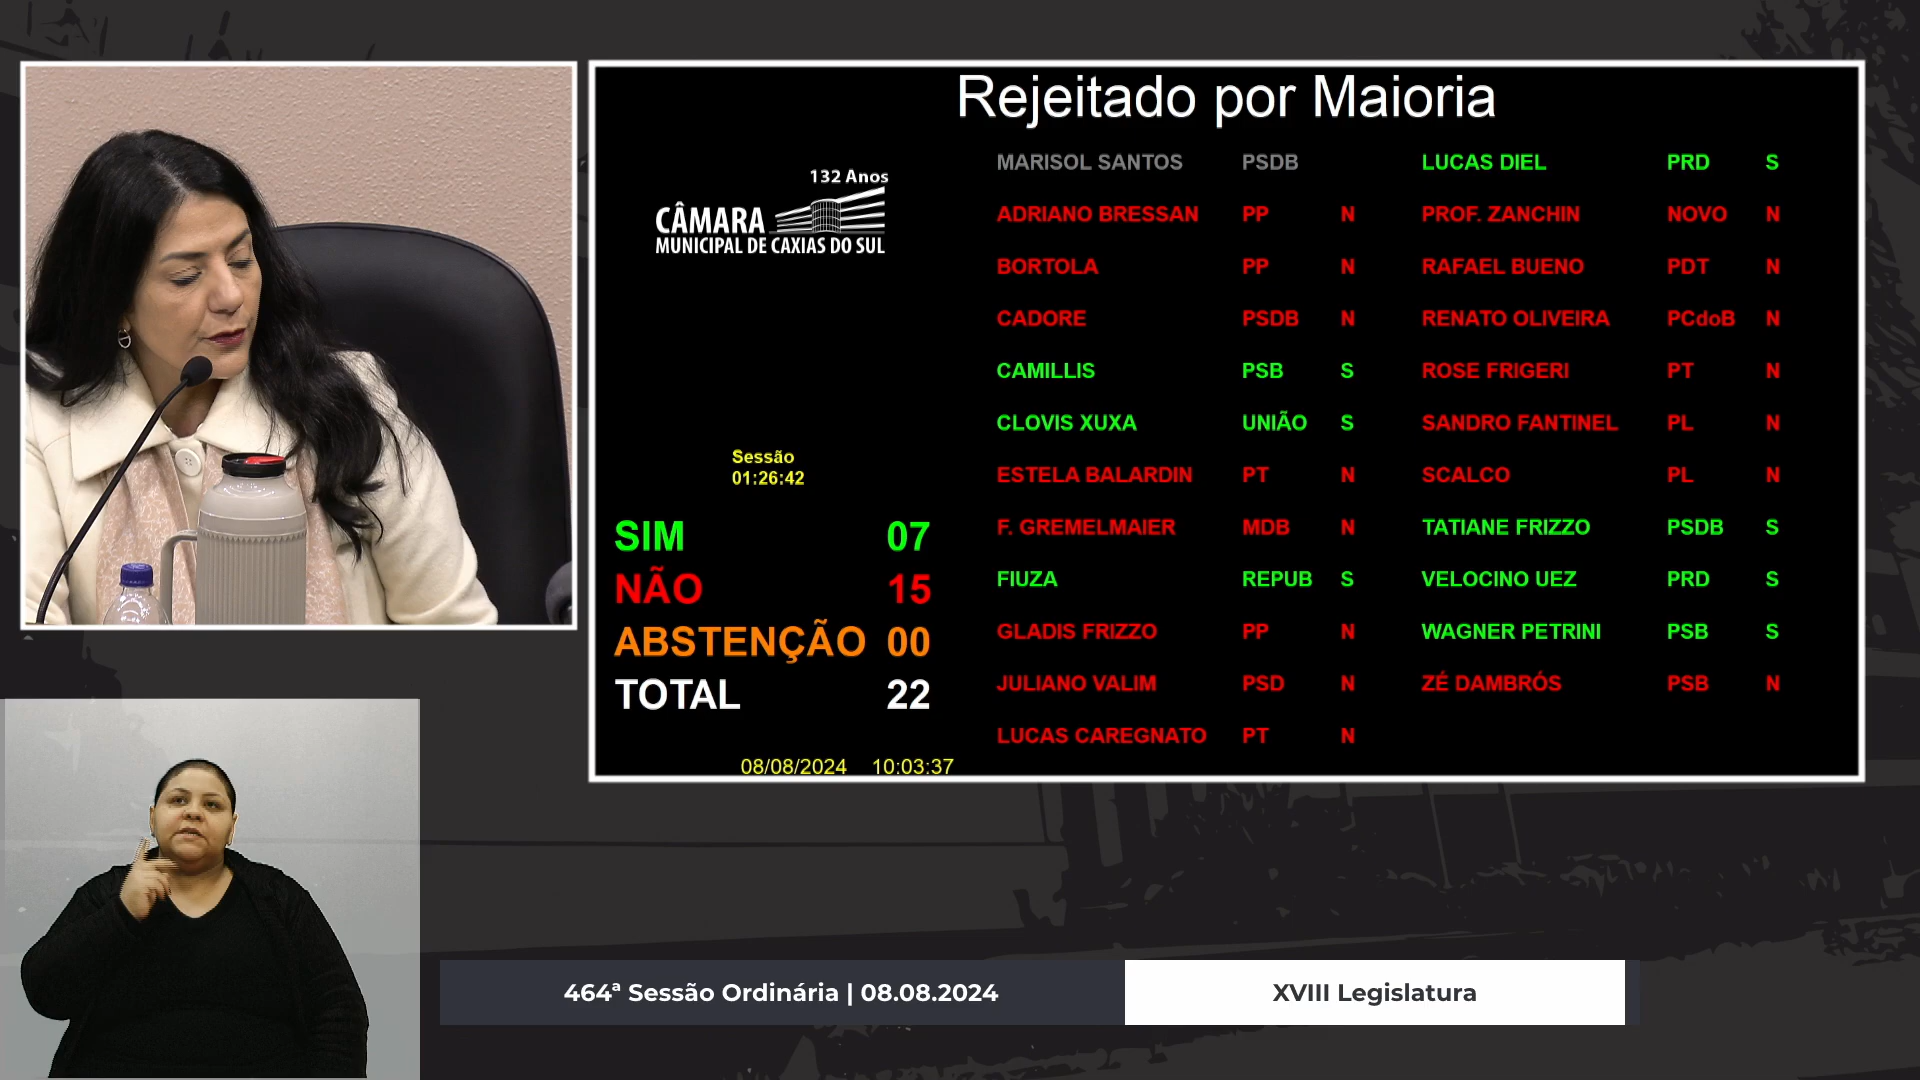 Rejeitado por Maioria
132 Anos
CÂMARA
MUNICIPAL DE CAXIAS DO SUL
Sessão
01:26:42
SIM 07
NÃO 15
ABSTENÇÃO 00
TOTAL 22
08/08/2024 10:03:37
MARISOL SANTOS PSDB
ADRIANO BRESSAN PP N
BORTOLA PP N
CADORE PSDB N
CAMILLIS PSB S
CLOVIS XUXA UNIÃO S
ESTELA BALARDIN PT N
F. GREMELMAIER MDB N
FIUZA REPUB S
GLADIS FRIZZO PP N
JULIANO VALIM PSD N
LUCAS CAREGNATO PT N
LUCAS DIEL PRD S
PROF. ZANCHIN NOVO N
RAFAEL BUENO PDT N
RENATO OLIVEIRA PCdoB N
ROSE FRIGERI PT N
SANDRO FANTINEL PL N
SCALCO PL N
TATIANE FRIZZO PSDB S
VELOCINO UEZ PRD S
WAGNER PETRINI PSB S
ZÉ DAMBRÓS PSB N
464ª Sessão Ordinária | 08.08.2024
XVIII Legislatura